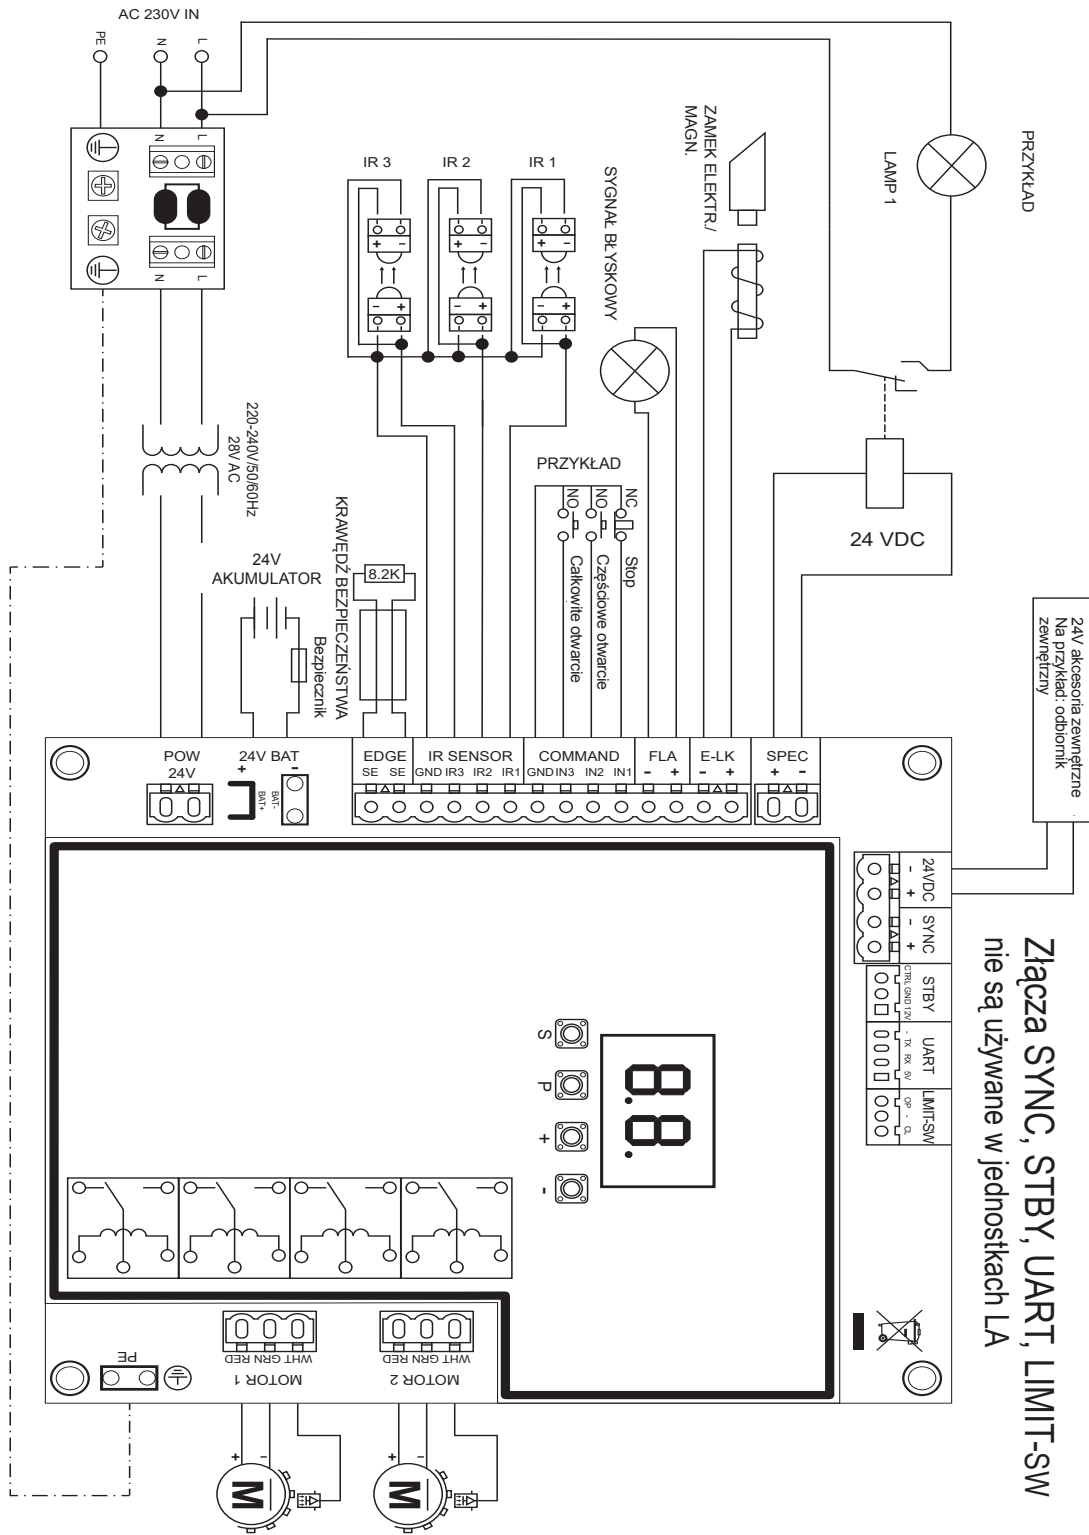 AC 230V IN
PE
N
L
N
L
N
L
220-240V/50/60Hz
28V AC
IR 3
IR 2
IR 1
+ -
+ -
+ -
- +
- +
- +
SYGNAŁ BŁYSKOWY
ZAMEK ELEKTR./
MAGN.
PRZYKŁAD
LAMP 1
24 VDC
PRZYKŁAD
NO
NO
NC
Całkowite otwarcie
Częściowe otwarcie
Stop
KRAWĘDŹ BEZPIECZEŃSTWA
8.2K
24V
AKUMULATOR
Bezpiecznik
24V akcesoria zewnętrzne
Na przykład: odbiornik
zewnętrzny
POW
24V
24V BAT
+ -
BAT+
BAT-
EDGE
SE SE
IR SENSOR
GND IR3 IR2 IR1
COMMAND
GND IN3 IN2 IN1
FLA
- +
E-LK
- +
SPEC
+ -
24VDC
- +
SYNC
- +
STBY
CTRL GND 12V
UART
- TX RX 5V
LIMIT-SW
OP - CL
Złącza SYNC, STBY, UART, LIMIT-SW
nie są używane w jednostkach LA
8.8.
S
P
+
-
PE
WHT GRN RED
MOTOR 1
WHT GRN RED
MOTOR 2
+ -
M
+ -
M